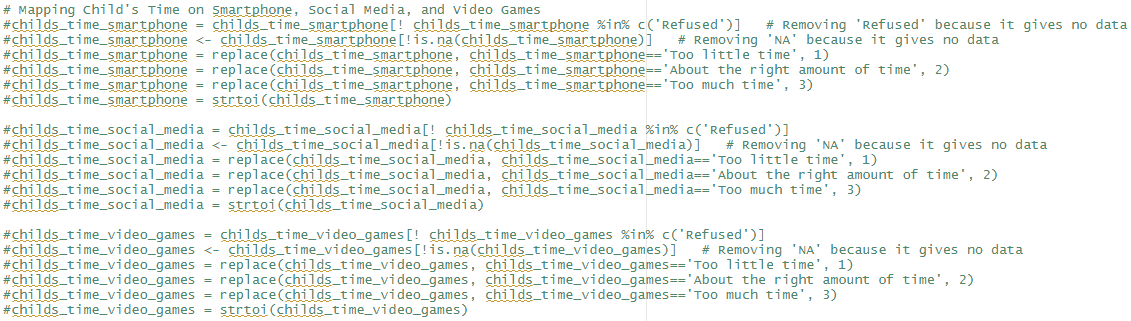 # Mapping Child's Time on Smartphone, Social Media, and Video Games
#childs_time_smartphone = childs_time_smartphone[! childs_time_smartphone %in% c('Refused')]   # Removing 'Refused' because it gives no data
#childs_time_smartphone <- childs_time_smartphone[!is.na(childs_time_smartphone)]   # Removing 'NA' because it gives no data
#childs_time_smartphone = replace(childs_time_smartphone, childs_time_smartphone=='Too little time', 1)
#childs_time_smartphone = replace(childs_time_smartphone, childs_time_smartphone=='About the right amount of time', 2)
#childs_time_smartphone = replace(childs_time_smartphone, childs_time_smartphone=='Too much time', 3)
#childs_time_smartphone = strtoi(childs_time_smartphone)

#childs_time_social_media = childs_time_social_media[! childs_time_social_media %in% c('Refused')]
#childs_time_social_media <- childs_time_social_media[!is.na(childs_time_social_media)]   # Removing 'NA' because it gives no data
#childs_time_social_media = replace(childs_time_social_media, childs_time_social_media=='Too little time', 1)
#childs_time_social_media = replace(childs_time_social_media, childs_time_social_media=='About the right amount of time', 2)
#childs_time_social_media = replace(childs_time_social_media, childs_time_social_media=='Too much time', 3)
#childs_time_social_media = strtoi(childs_time_social_media)

#childs_time_video_games = childs_time_video_games[! childs_time_video_games %in% c('Refused')]
#childs_time_video_games <- childs_time_video_games[!is.na(childs_time_video_games)]   # Removing 'NA' because it gives no data
#childs_time_video_games = replace(childs_time_video_games, childs_time_video_games=='Too little time', 1)
#childs_time_video_games = replace(childs_time_video_games, childs_time_video_games=='About the right amount of time', 2)
#childs_time_video_games = replace(childs_time_video_games, childs_time_video_games=='Too much time', 3)
#childs_time_video_games = strtoi(childs_time_video_games)